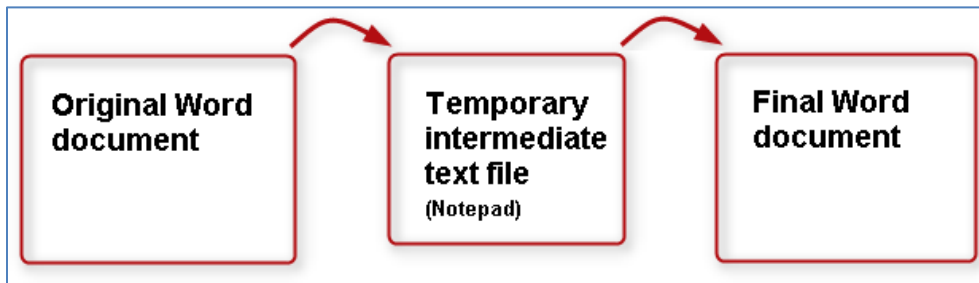 Original Word
document
Temporary
intermediate
text file
(Notepad)
Final Word
document